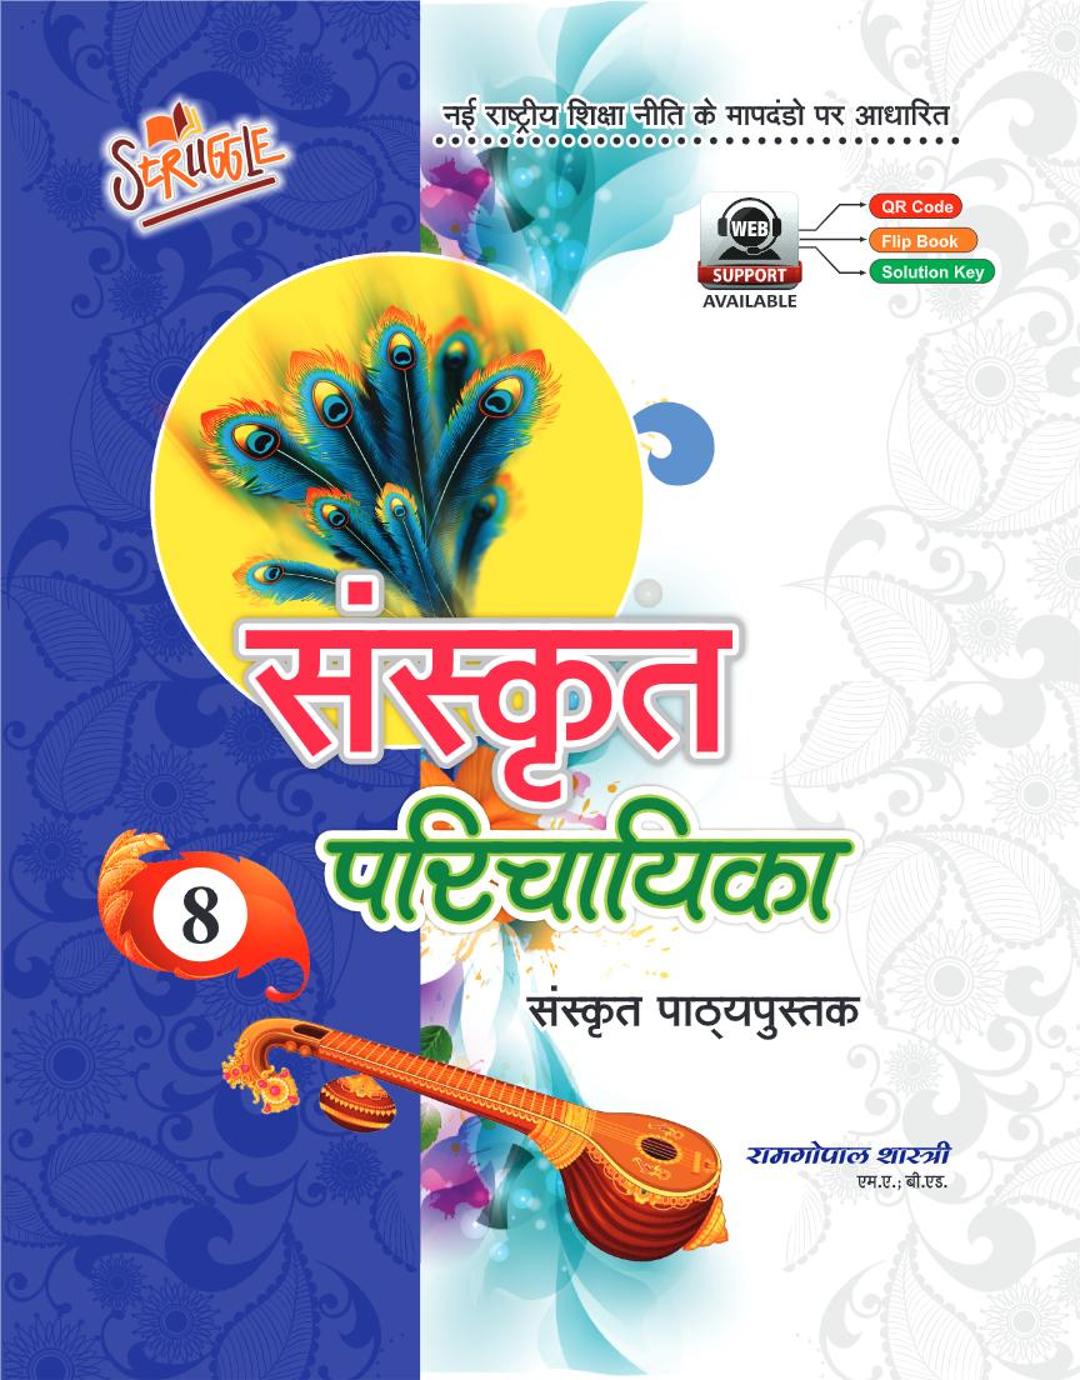 STRUGGLE
नई राष्ट्रीय शिक्षा नीति के मापदंडो पर आधारित
WEB
SUPPORT
AVAILABLE
QR Code
Flip Book
Solution Key
संस्कृत
परिचायिका
8
संस्कृत पाठ्यपुस्तक
रामगोपाल शास्त्री
एम.ए.; बी.एड.